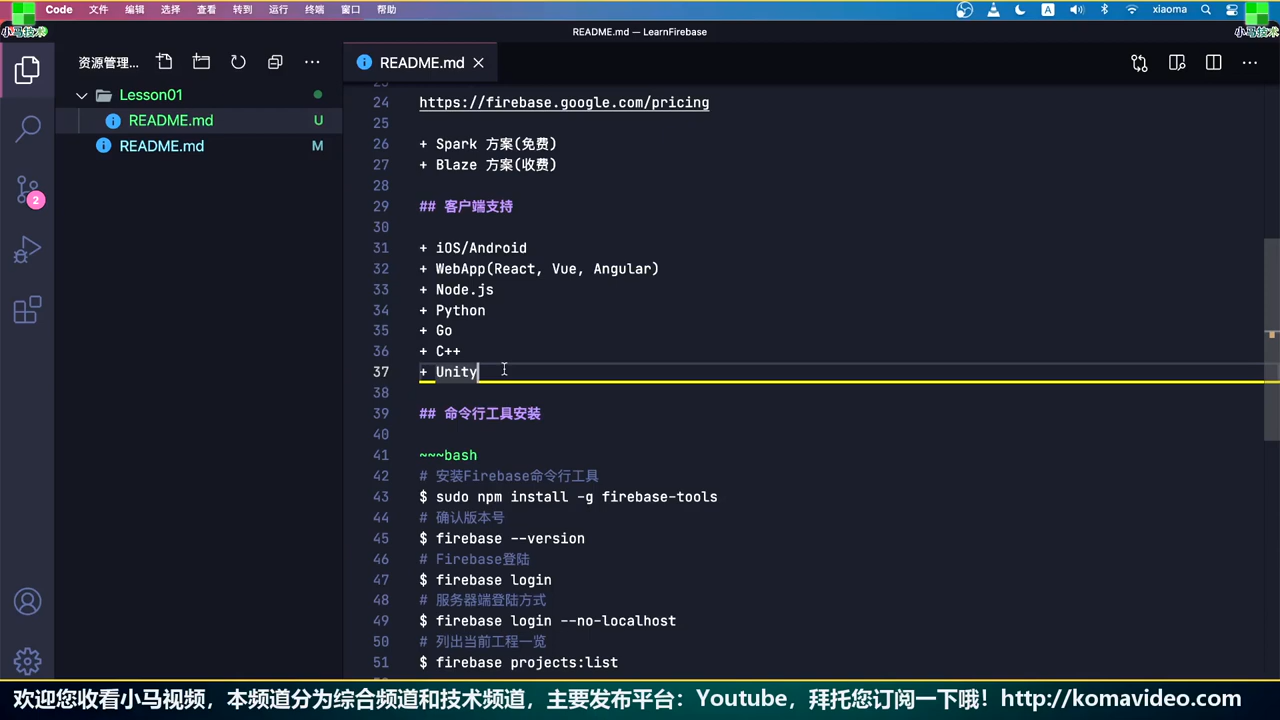 Code 文件 编辑 选择 查看 转到 运行 终端 窗口 帮助 A xiaoma
小马技术 README.md — LearnFirebase 小马技术
资源管理... README.md
Lesson01
README.md U
README.md M
2
23
24 https://firebase.google.com/pricing
25
26 + Spark 方案(免费)
27 + Blaze 方案(收费)
28
29 ## 客户端支持
30
31 + iOS/Android
32 + WebApp(React, Vue, Angular)
33 + Node.js
34 + Python
35 + Go
36 + C++
37 + Unity
38
39 ## 命令行工具安装
40
41 ~~~bash
42 # 安装Firebase命令行工具
43 $ sudo npm install -g firebase-tools
44 # 确认版本号
45 $ firebase --version
46 # Firebase登陆
47 $ firebase login
48 # 服务器端登陆方式
49 $ firebase login --no-localhost
50 # 列出当前工程一览
51 $ firebase projects:list
欢迎您收看小马视频，本频道分为综合频道和技术频道，主要发布平台：Youtube，拜托您订阅一下哦！http://komavideo.com